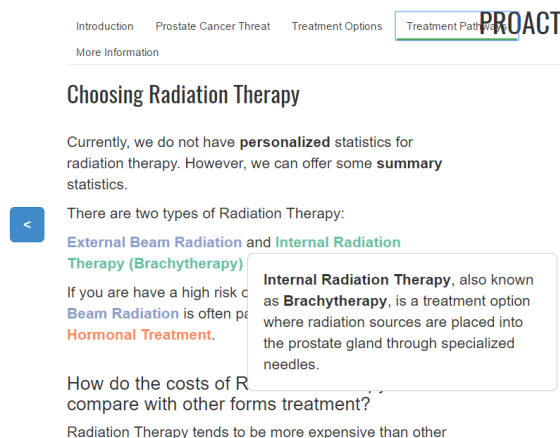 Introduction Prostate Cancer Threat Treatment Options Treatment Pathways PROACT
More Information
Choosing Radiation Therapy
Currently, we do not have personalized statistics for
radiation therapy. However, we can offer some summary
statistics.
<
There are two types of Radiation Therapy:
External Beam Radiation and Internal Radiation
Therapy (Brachytherapy)
If you are have a high risk
Beam Radiation is often
Hormonal Treatment.
Internal Radiation Therapy, also known
as Brachytherapy, is a treatment option
where radiation sources are placed into
the prostate gland through specialized
needles.
How do the costs of
compare with other forms treatment?
Radiation Therapy tends to be more expensive than other